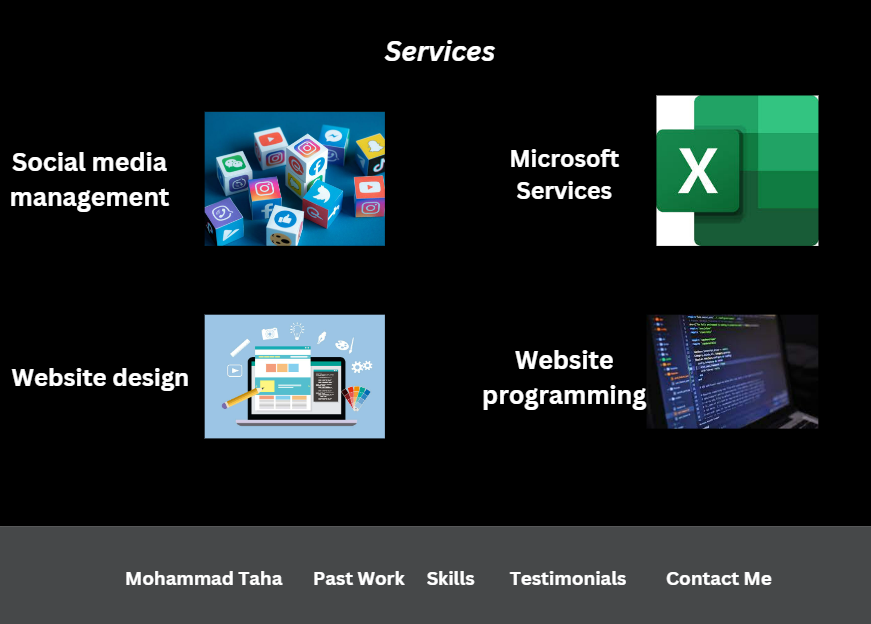 Services
Social media
management
Microsoft
Services
X
Website design
Website
programming
Mohammad Taha Past Work Skills Testimonials Contact Me